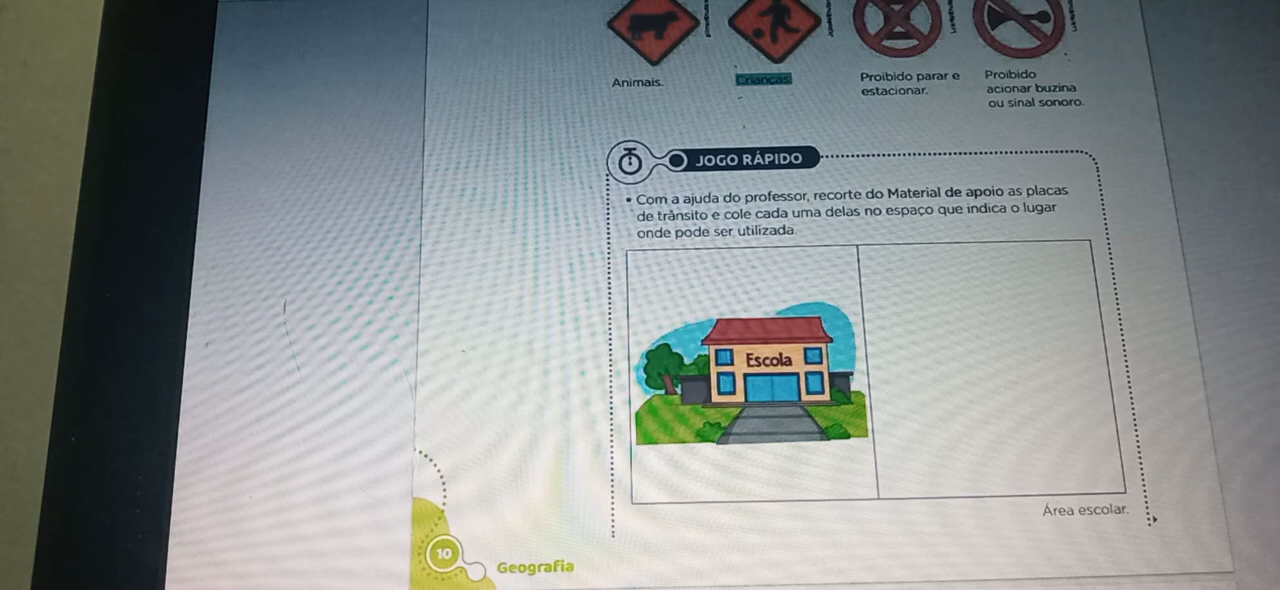 Animais.
Crianças.
Proibido parar e
estacionar.
Proibido
acionar buzina
ou sinal sonoro.
JOGO RÁPIDO
• Com a ajuda do professor, recorte do Material de apoio as placas
de trânsito e cole cada uma delas no espaço que indica o lugar
onde pode ser utilizada.
Escola
Área escolar.
10
Geografia